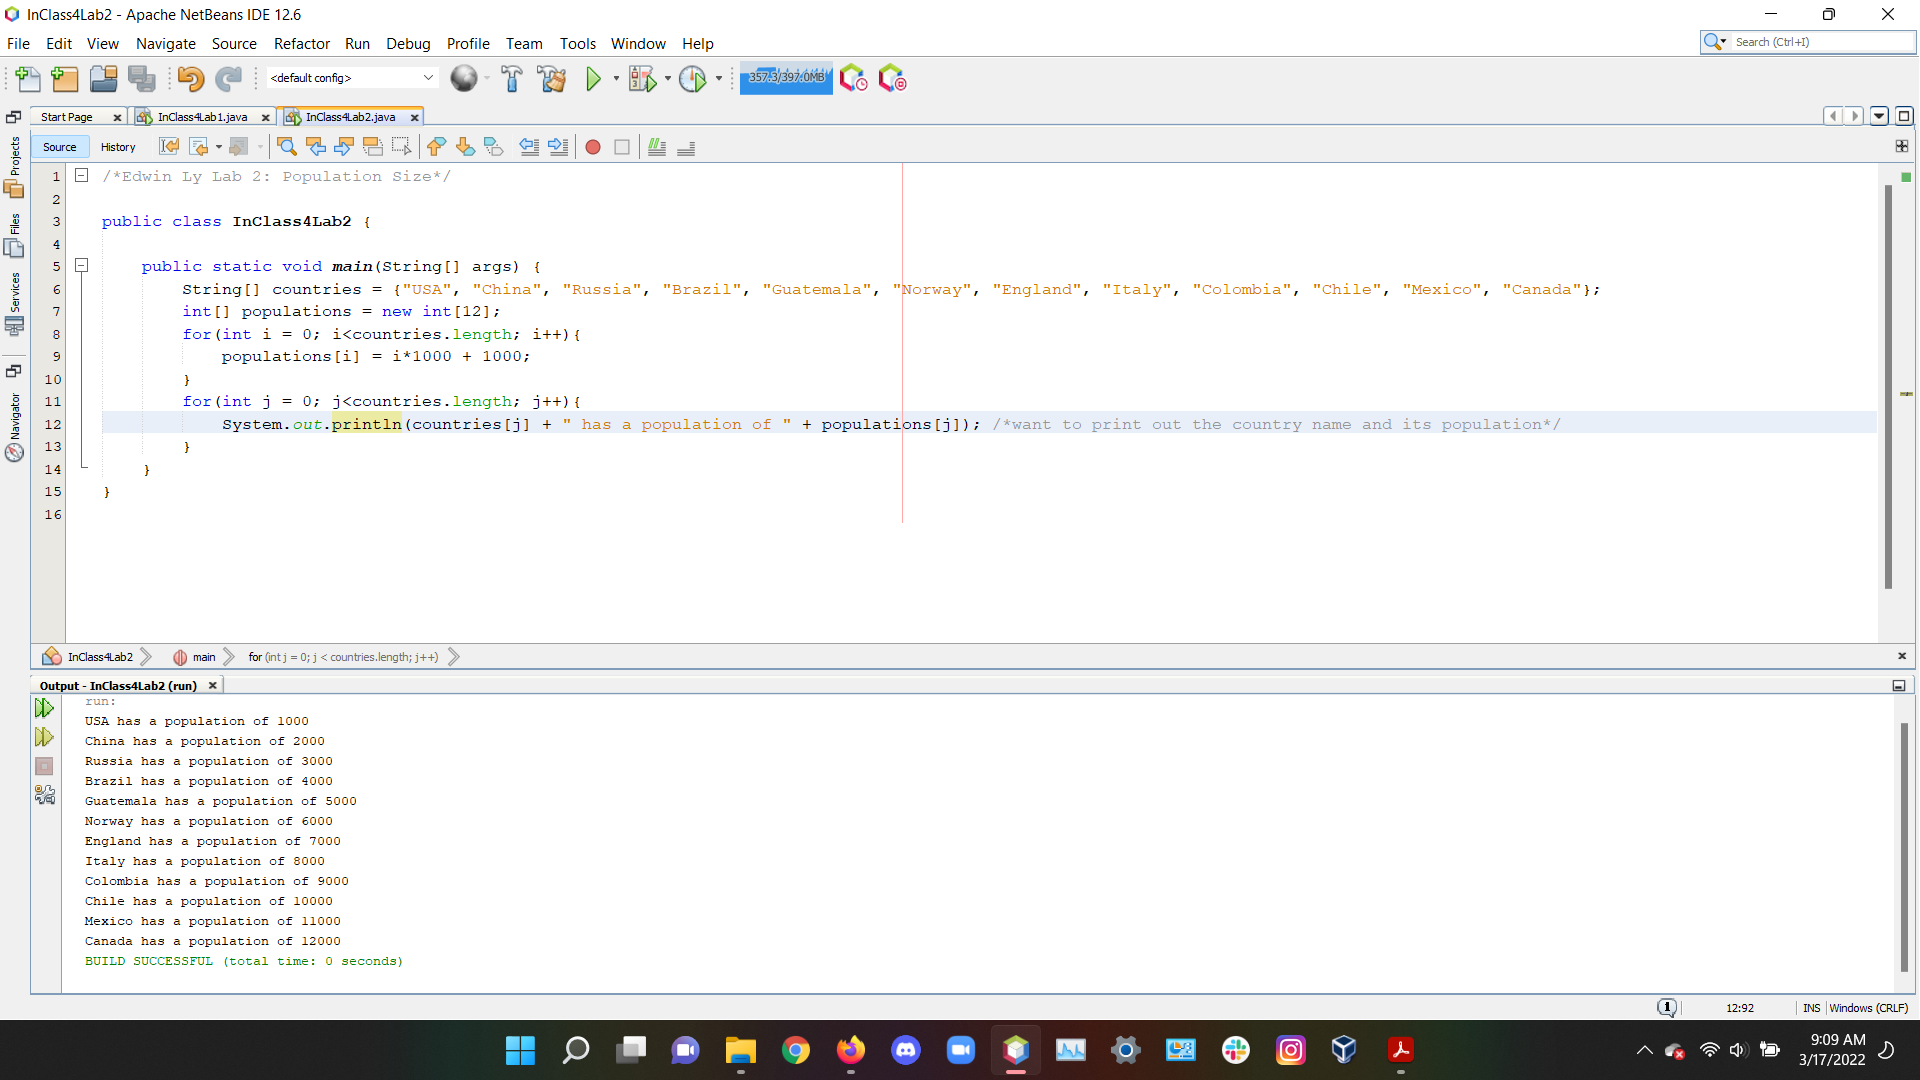 InClass4Lab2 - Apache NetBeans IDE 12.6
File Edit View Navigate Source Refactor Run Debug Profile Team Tools Window Help
Search (Ctrl+I)
<default config>
357.3/397.0MB
Start Page InClass4Lab1.java InClass4Lab2.java
Source History
Projects
Files
Services
Navigator
1 /*Edwin Ly Lab 2: Population Size*/
2
3 public class InClass4Lab2 {
4
5 public static void main(String[] args) {
6 String[] countries = {"USA", "China", "Russia", "Brazil", "Guatemala", "Norway", "England", "Italy", "Colombia", "Chile", "Mexico", "Canada"};
7 int[] populations = new int[12];
8 for(int i = 0; i<countries.length; i++){
9 populations[i] = i*1000 + 1000;
10 }
11 for(int j = 0; j<countries.length; j++){
12 System.out.println(countries[j] + " has a population of " + populations[j]); /*want to print out the country name and its population*/
13 }
14 }
15 }
16
InClass4Lab2 main for (int j = 0; j < countries.length; j++)
Output - InClass4Lab2 (run)
run:
USA has a population of 1000
China has a population of 2000
Russia has a population of 3000
Brazil has a population of 4000
Guatemala has a population of 5000
Norway has a population of 6000
England has a population of 7000
Italy has a population of 8000
Colombia has a population of 9000
Chile has a population of 10000
Mexico has a population of 11000
Canada has a population of 12000
BUILD SUCCESSFUL (total time: 0 seconds)
1 12:92 INS Windows (CRLF)
9:09 AM
3/17/2022